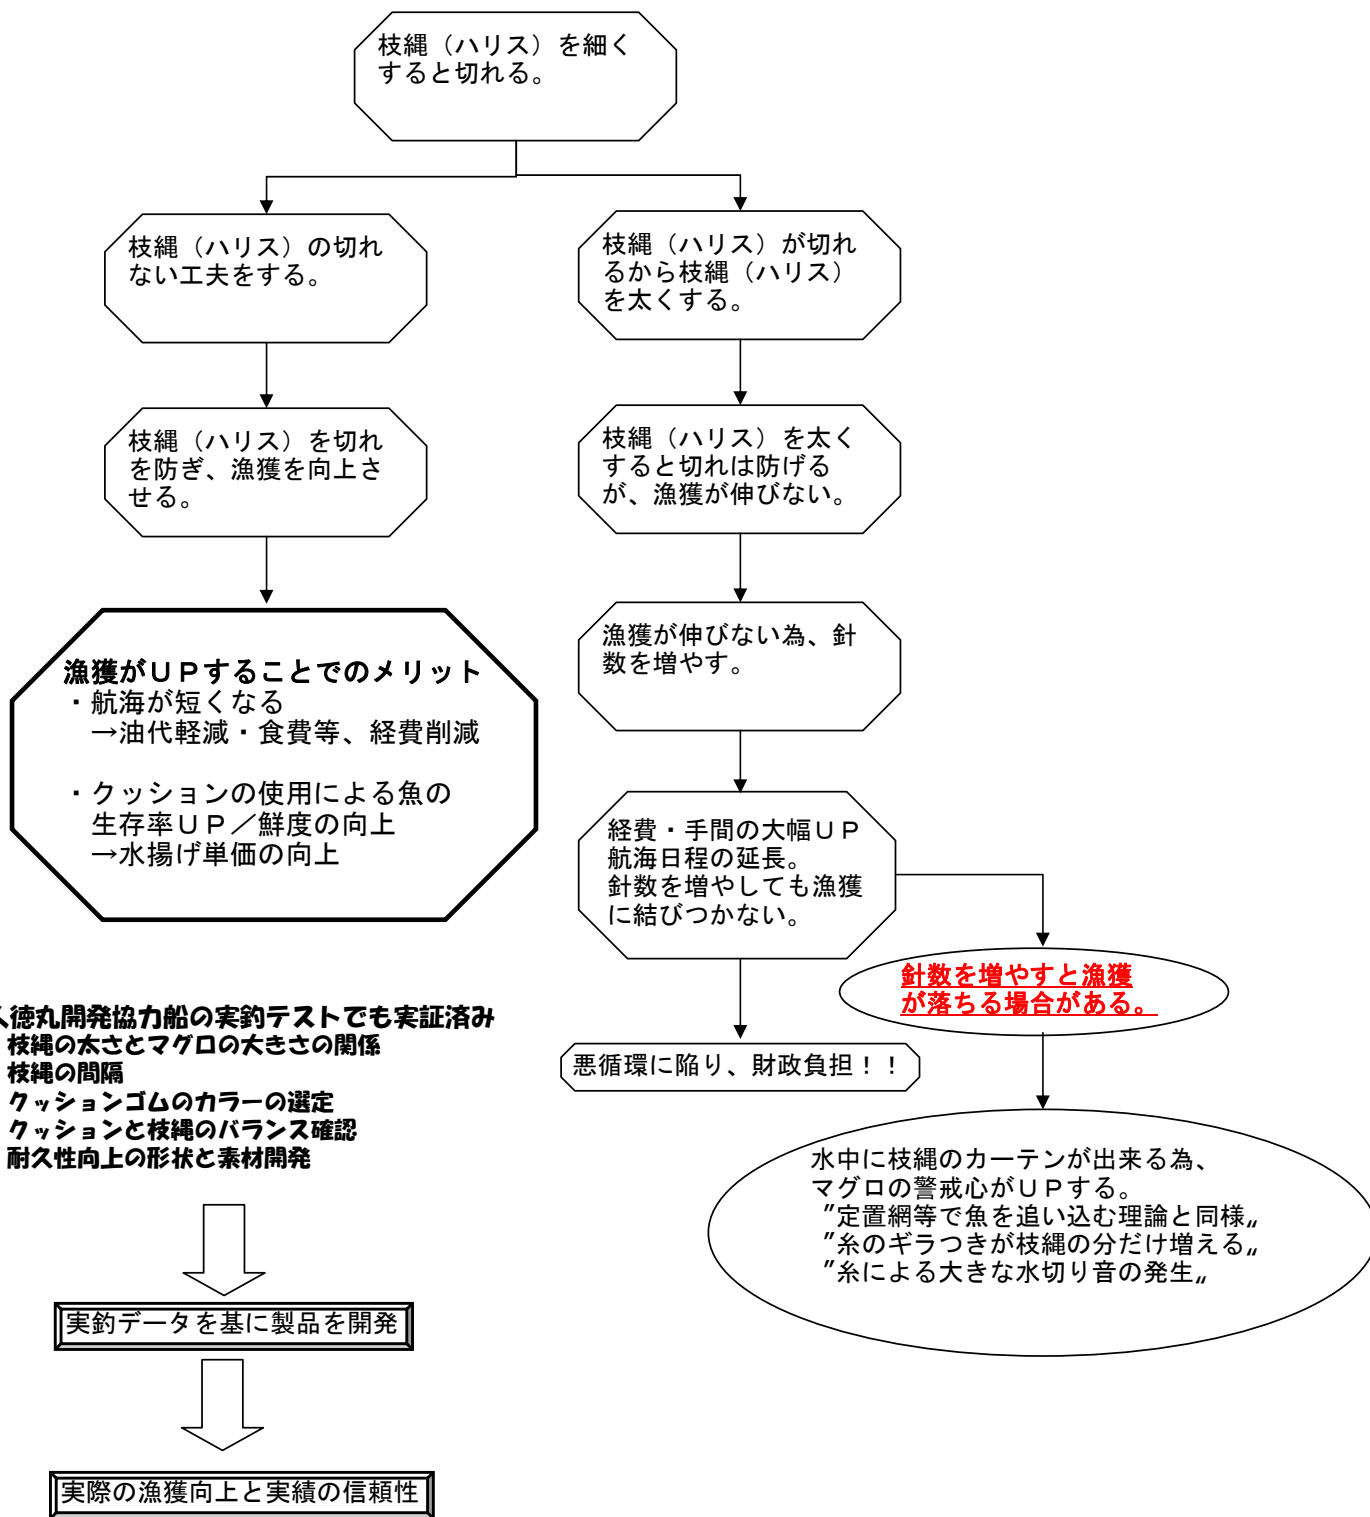 枝縄（ハリス）を細く
すると切れる。
枝縄（ハリス）の切れ
ない工夫をする。
枝縄（ハリス）が切れ
るから枝縄（ハリス）
を太くする。
枝縄（ハリス）を切れ
を防ぎ、漁獲を向上さ
せる。
枝縄（ハリス）を太く
すると切れは防げる
が、漁獲が伸びない。
漁獲がＵＰすることでのメリット
・航海が短くなる
→油代軽減・食費等、経費削減
・クッションの使用による魚の
生存率ＵＰ／鮮度の向上
→水揚げ単価の向上
漁獲が伸びない為、針
数を増やす。
経費・手間の大幅ＵＰ
航海日程の延長。
針数を増やしても漁獲
に結びつかない。
針数を増やすと漁獲
が落ちる場合がある。
悪循環に陥り、財政負担！！
水中に枝縄のカーテンが出来る為、
マグロの警戒心がＵＰする。
〃定置網等で魚を追い込む理論と同様〃
〃糸のギラつきが枝縄の分だけ増える〃
〃糸による大きな水切り音の発生〃
徳丸開発協力船の実釣テストでも実証済み
枝縄の太さとマグロの大きさの関係
枝縄の間隔
クッションゴムのカラーの選定
クッションと枝縄のバランス確認
耐久性向上の形状と素材開発
実釣データを基に製品を開発
実際の漁獲向上と実績の信頼性